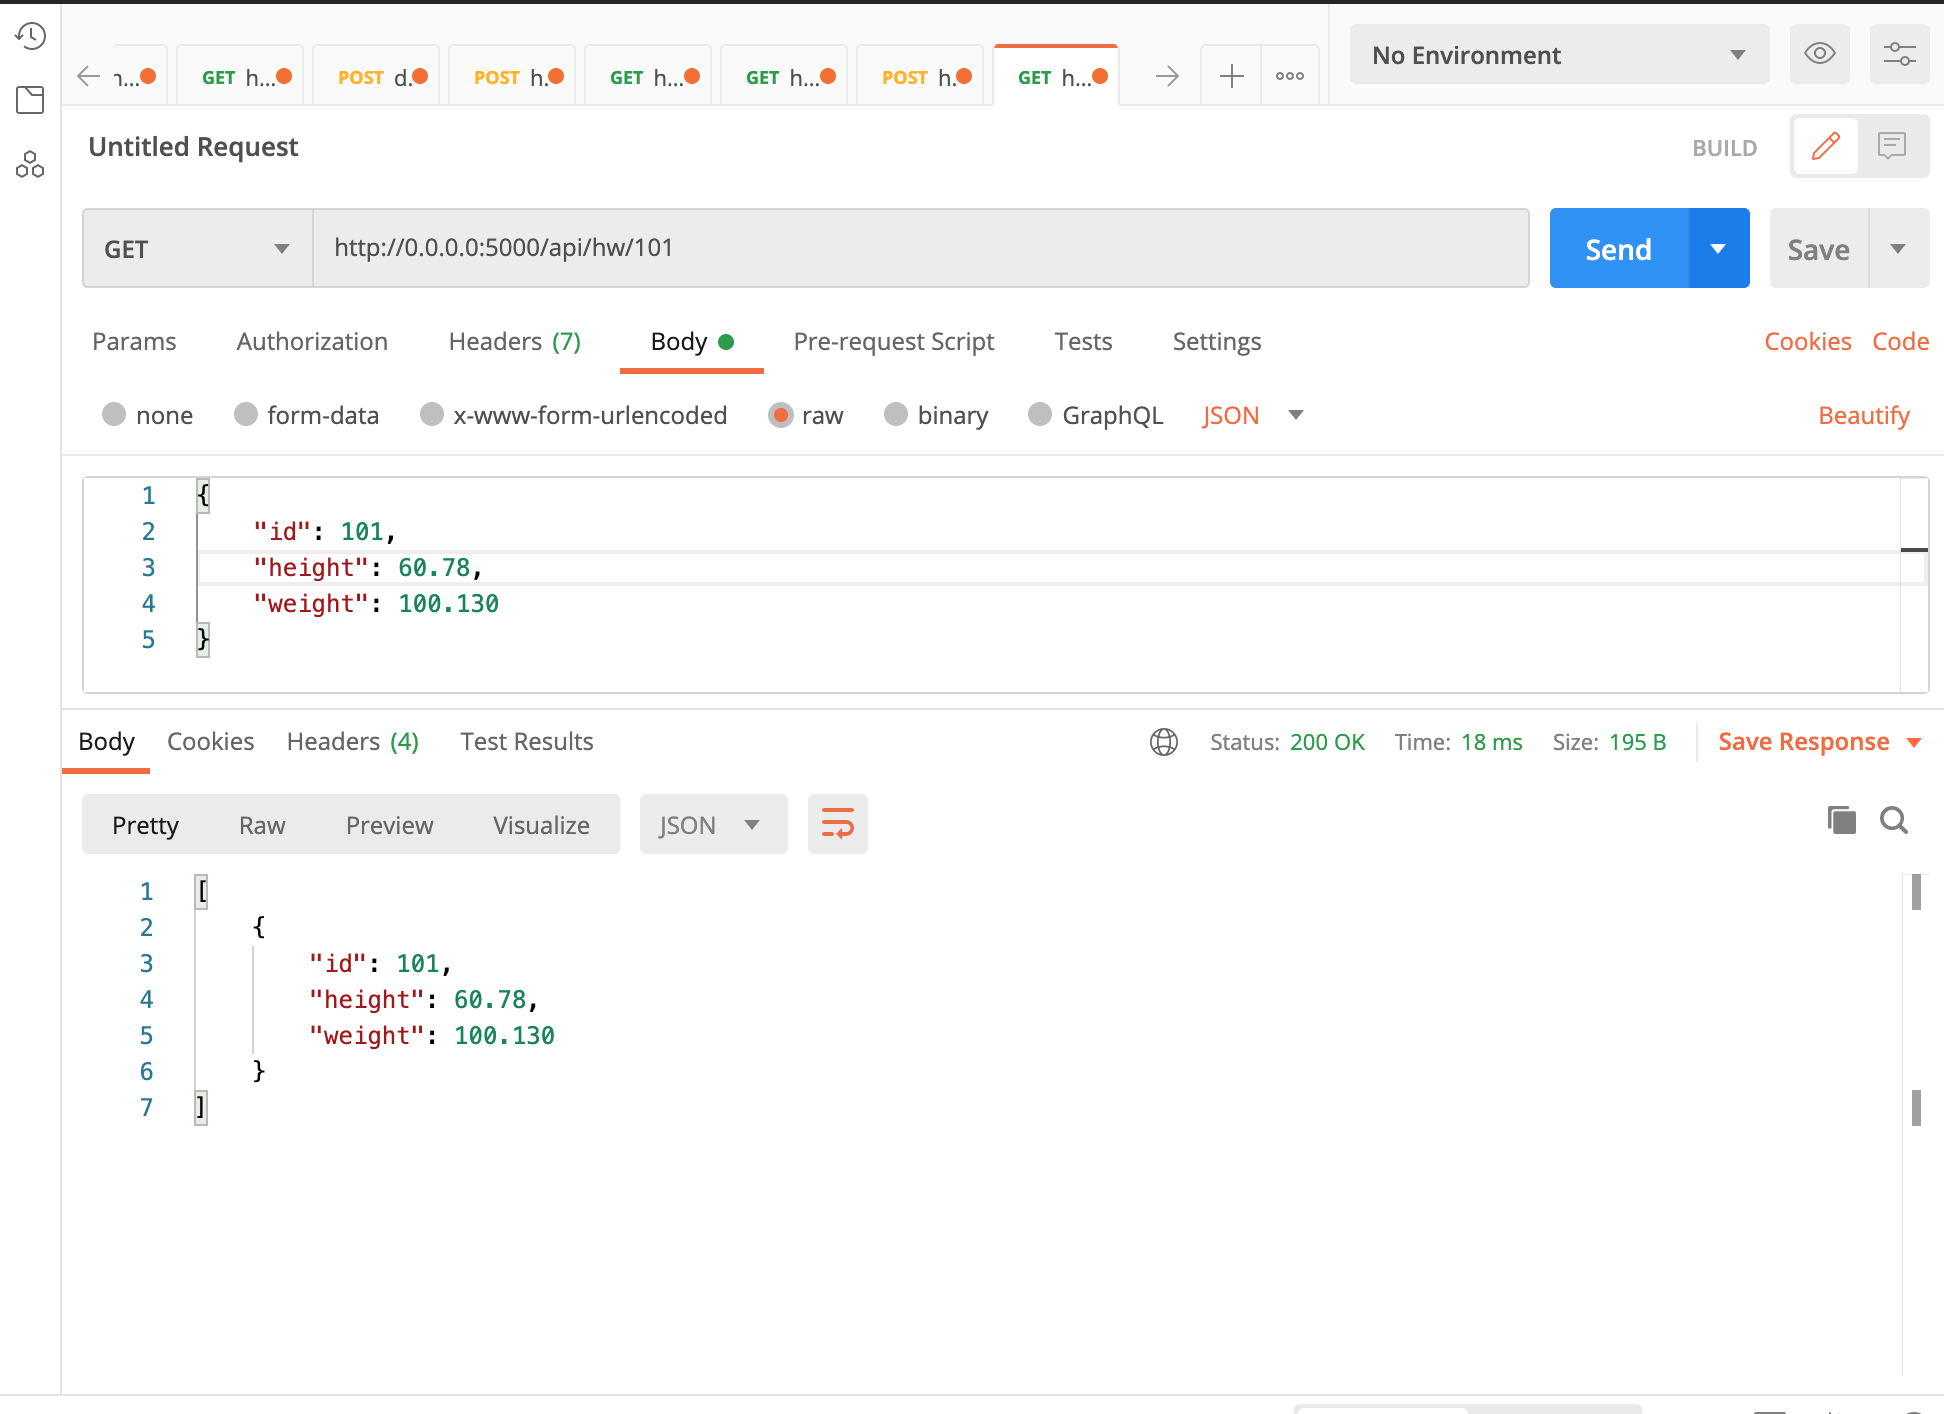 h... GET h... POST d. POST h. GET h... GET h... POST h. GET h... No Environment
Untitled Request BUILD
GET http://0.0.0.0:5000/api/hw/101 Send Save
Params Authorization Headers (7) Body Pre-request Script Tests Settings Cookies Code
none form-data x-www-form-urlencoded raw binary GraphQL JSON Beautify
1 {
2 "id": 101,
3 "height": 60.78,
4 "weight": 100.130
5 }
Body Cookies Headers (4) Test Results Status: 200 OK Time: 18 ms Size: 195 B Save Response
Pretty Raw Preview Visualize JSON
1 [
2 {
3 "id": 101,
4 "height": 60.78,
5 "weight": 100.130
6 }
7 ]